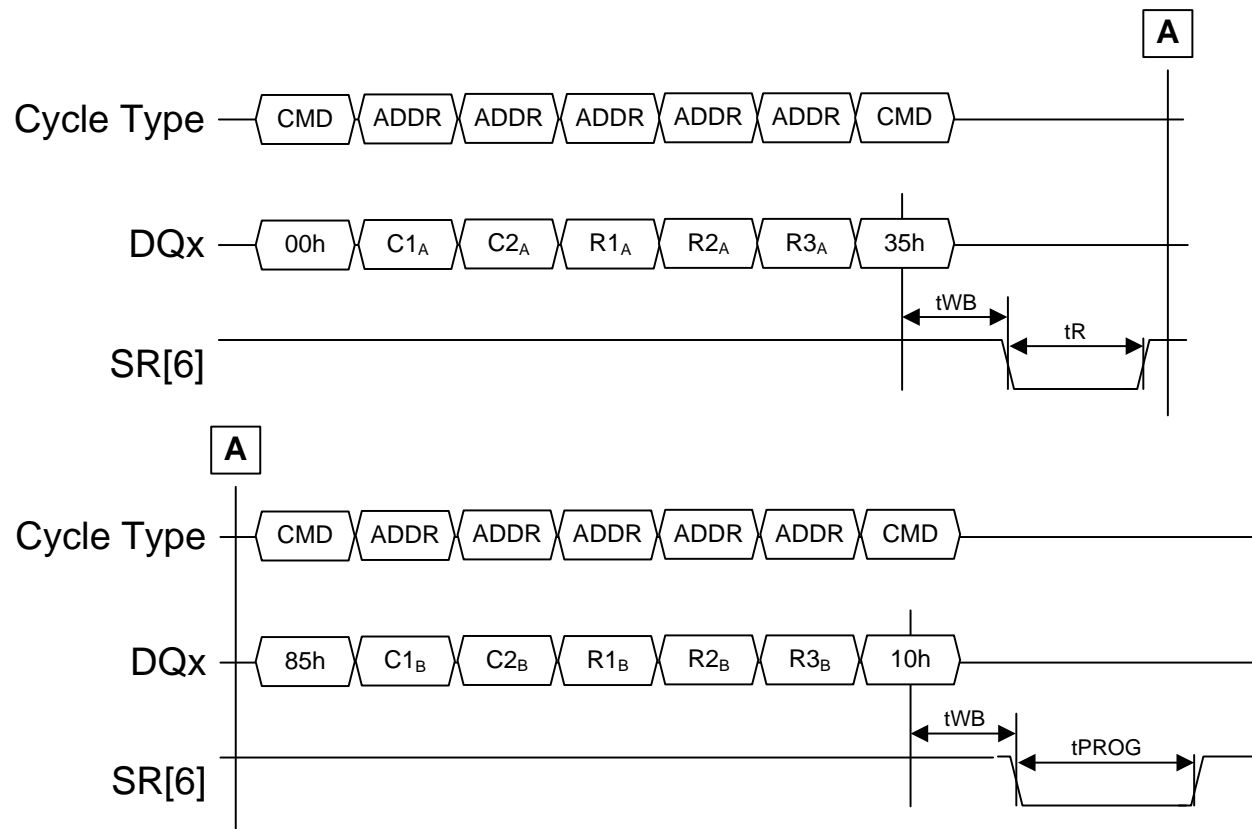 A
Cycle Type CMD ADDR ADDR ADDR ADDR ADDR CMD
DQx 00h C1A C2A R1A R2A R3A 35h
tWB
tR
SR[6]
A
Cycle Type CMD ADDR ADDR ADDR ADDR ADDR CMD
DQx 85h C1B C2B R1B R2B R3B 10h
tWB
tPROG
SR[6]